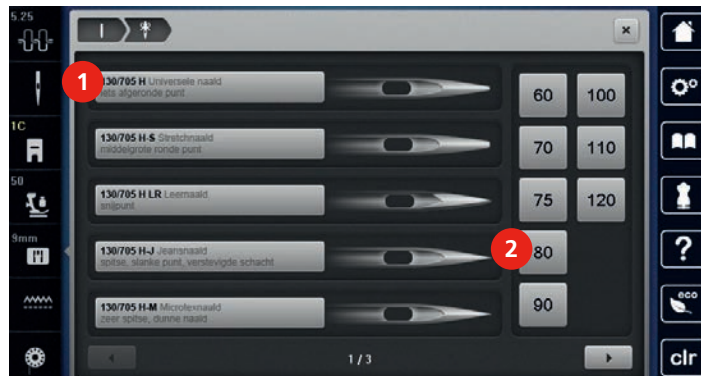 5.25
1C
50
9mm
1
130/705 H Universele naald
iets afgeronde punt
130/705 H-S Stretchnaald
middelgrote ronde punt
130/705 H LR Leernaald
snijpunt
130/705 H-J Jeansnaald
spitse, slanke punt, verstevigde schacht
130/705 H-M Microtexnaald
zeer spitse, dunne naald
60 100
70 110
75 120
2
80
90
1 / 3
?
eco
clr